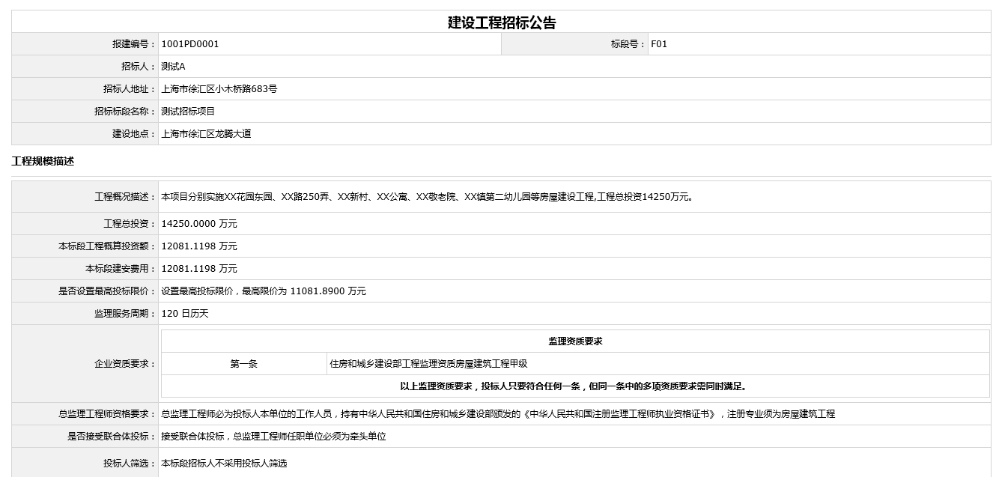 建设工程招标公告
报建编号： 1001PD0001 标段号： F01
招标人： 测试A
招标人地址： 上海市徐汇区小木桥路683号
招标标段名称： 测试招标项目
建设地点： 上海市徐汇区龙腾大道
工程规模描述
工程概况描述： 本项目分别实施XX花园东园、XX路250弄、XX新村、XX公寓、XX敬老院、XX镇第二幼儿园等房屋建设工程,工程总投资14250万元。
工程总投资： 14250.0000 万元
本标段工程概算投资额： 12081.1198 万元
本标段建安费用： 12081.1198 万元
是否设置最高投标限价： 设置最高投标限价，最高限价为 11081.8900 万元
监理服务周期： 120 日历天
监理资质要求
企业资质要求： 第一条 住房和城乡建设部工程监理资质房屋建筑工程甲级
以上监理资质要求，投标人只要符合任何一条，但同一条中的多项资质要求需同时满足。
总监理工程师资格要求： 总监理工程师必为投标人本单位的工作人员，持有中华人民共和国住房和城乡建设部颁发的《中华人民共和国注册监理工程师执业资格证书》，注册专业须为房屋建筑工程
是否接受联合体投标： 接受联合体投标，总监理工程师任职单位必须为牵头单位
投标人筛选： 本标段招标人不采用投标人筛选